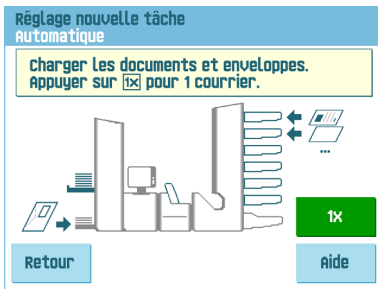 Réglage nouvelle tâche
Automatique
Charger les documents et enveloppes.
Appuyer sur 1x pour 1 courrier.
...
1x
Retour
Aide